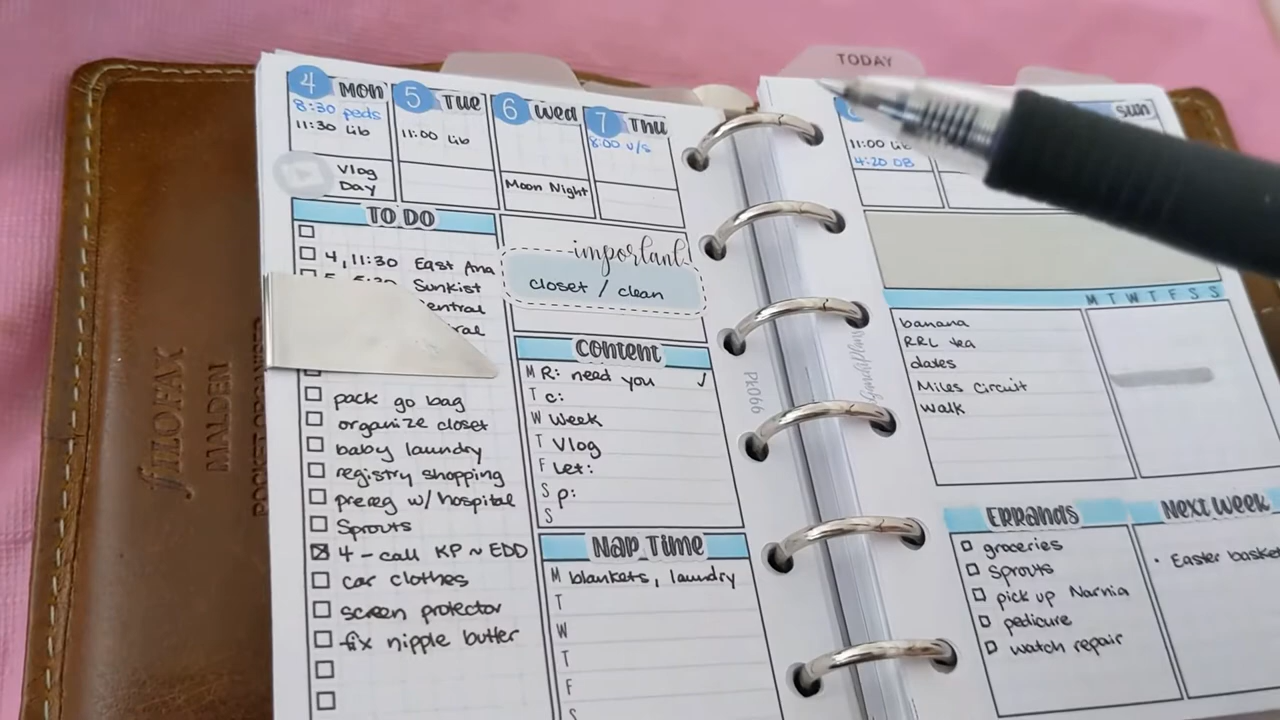 TODAY
4 Mon
8:30 peds
11:30 Lib
Vlog
Day
5 Tue
11:00 Lib
6 Wed
Moon Night
7 Thu
8:00 u/s
Sun
11:00 Lib
4:20 OB
TO DO
4, 11:30 East Ana
Sunkist
entral
ral
pack go bag
organize closet
baby laundry
registry shopping
prereg w/ hospital
Sprouts
4 - call KP ~ EDD
car clothes
screen protector
fix nipple butter
important!
closet / clean
Content
M R: need you ✓
T C:
W Week
T Vlog
F Let:
S P:
S
Nap Time
M blankets, laundry
T
W
T
F
S
PK066
M T W T F S S
banana
RRL tea
dates
Miles Circuit
walk
Errands
groceries
Sprouts
pick up Narnia
pedicure
watch repair
Next Week
• Easter basket
filofax
MALDEN
POCKET ORGANISER